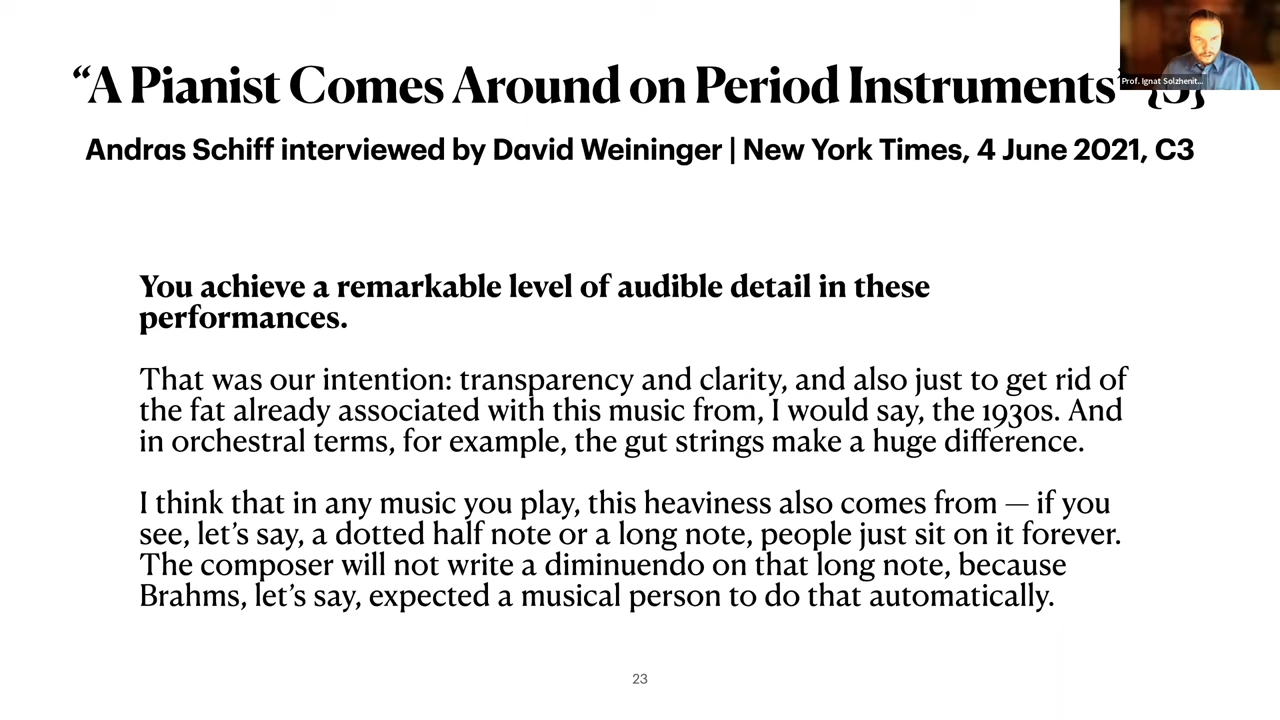 “A Pianist Comes Around on Period Instruments”
Prof. Ignat Solzhenit...
Andras Schiff interviewed by David Weininger | New York Times, 4 June 2021, C3
You achieve a remarkable level of audible detail in these
performances.
That was our intention: transparency and clarity, and also just to get rid of
the fat already associated with this music from, I would say, the 1930s. And
in orchestral terms, for example, the gut strings make a huge difference.
I think that in any music you play, this heaviness also comes from — if you
see, let’s say, a dotted half note or a long note, people just sit on it forever.
The composer will not write a diminuendo on that long note, because
Brahms, let’s say, expected a musical person to do that automatically.
23